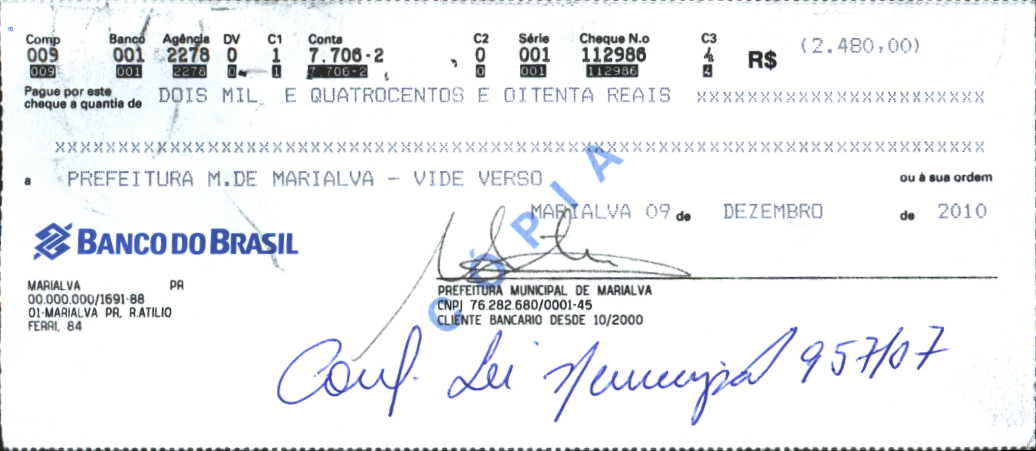 Comp Banco Agência DV C1 Conta C2 Série Cheque N.o C3
009 001 2278 0 1 7.706-2 0 001 112986 4 R$ (2.480,00)
009 001 2278 0 1 7.706-2 0 001 112986 4
Pague por este
cheque a quantia de DOIS MIL E QUATROCENTOS E OITENTA REAIS XXXXXXXXXXXXXXXXXXXXXXXXXX
XXXXXXXXXXXXXXXXXXXXXXXXXXXXXXXXXXXXXXXXXXXXXXXXXXXXXXXXXXXXXXXXXXXXXXXXXXXXXXXXXXXX
a PREFEITURA M.DE MARIALVA - VIDE VERSO ou à sua ordem
MARIALVA 09 de DEZEMBRO de 2010
CÓPIA
BANCO DO BRASIL
MARIALVA PR
00.000.000/1691-88
01-MARIALVA PR, R.ATILIO
FERRI, 84
PREFEITURA MUNICIPAL DE MARIALVA
CNPJ 76.282.680/0001-45
CLIENTE BANCARIO DESDE 10/2000
Conf. Lei Municipal 957/07